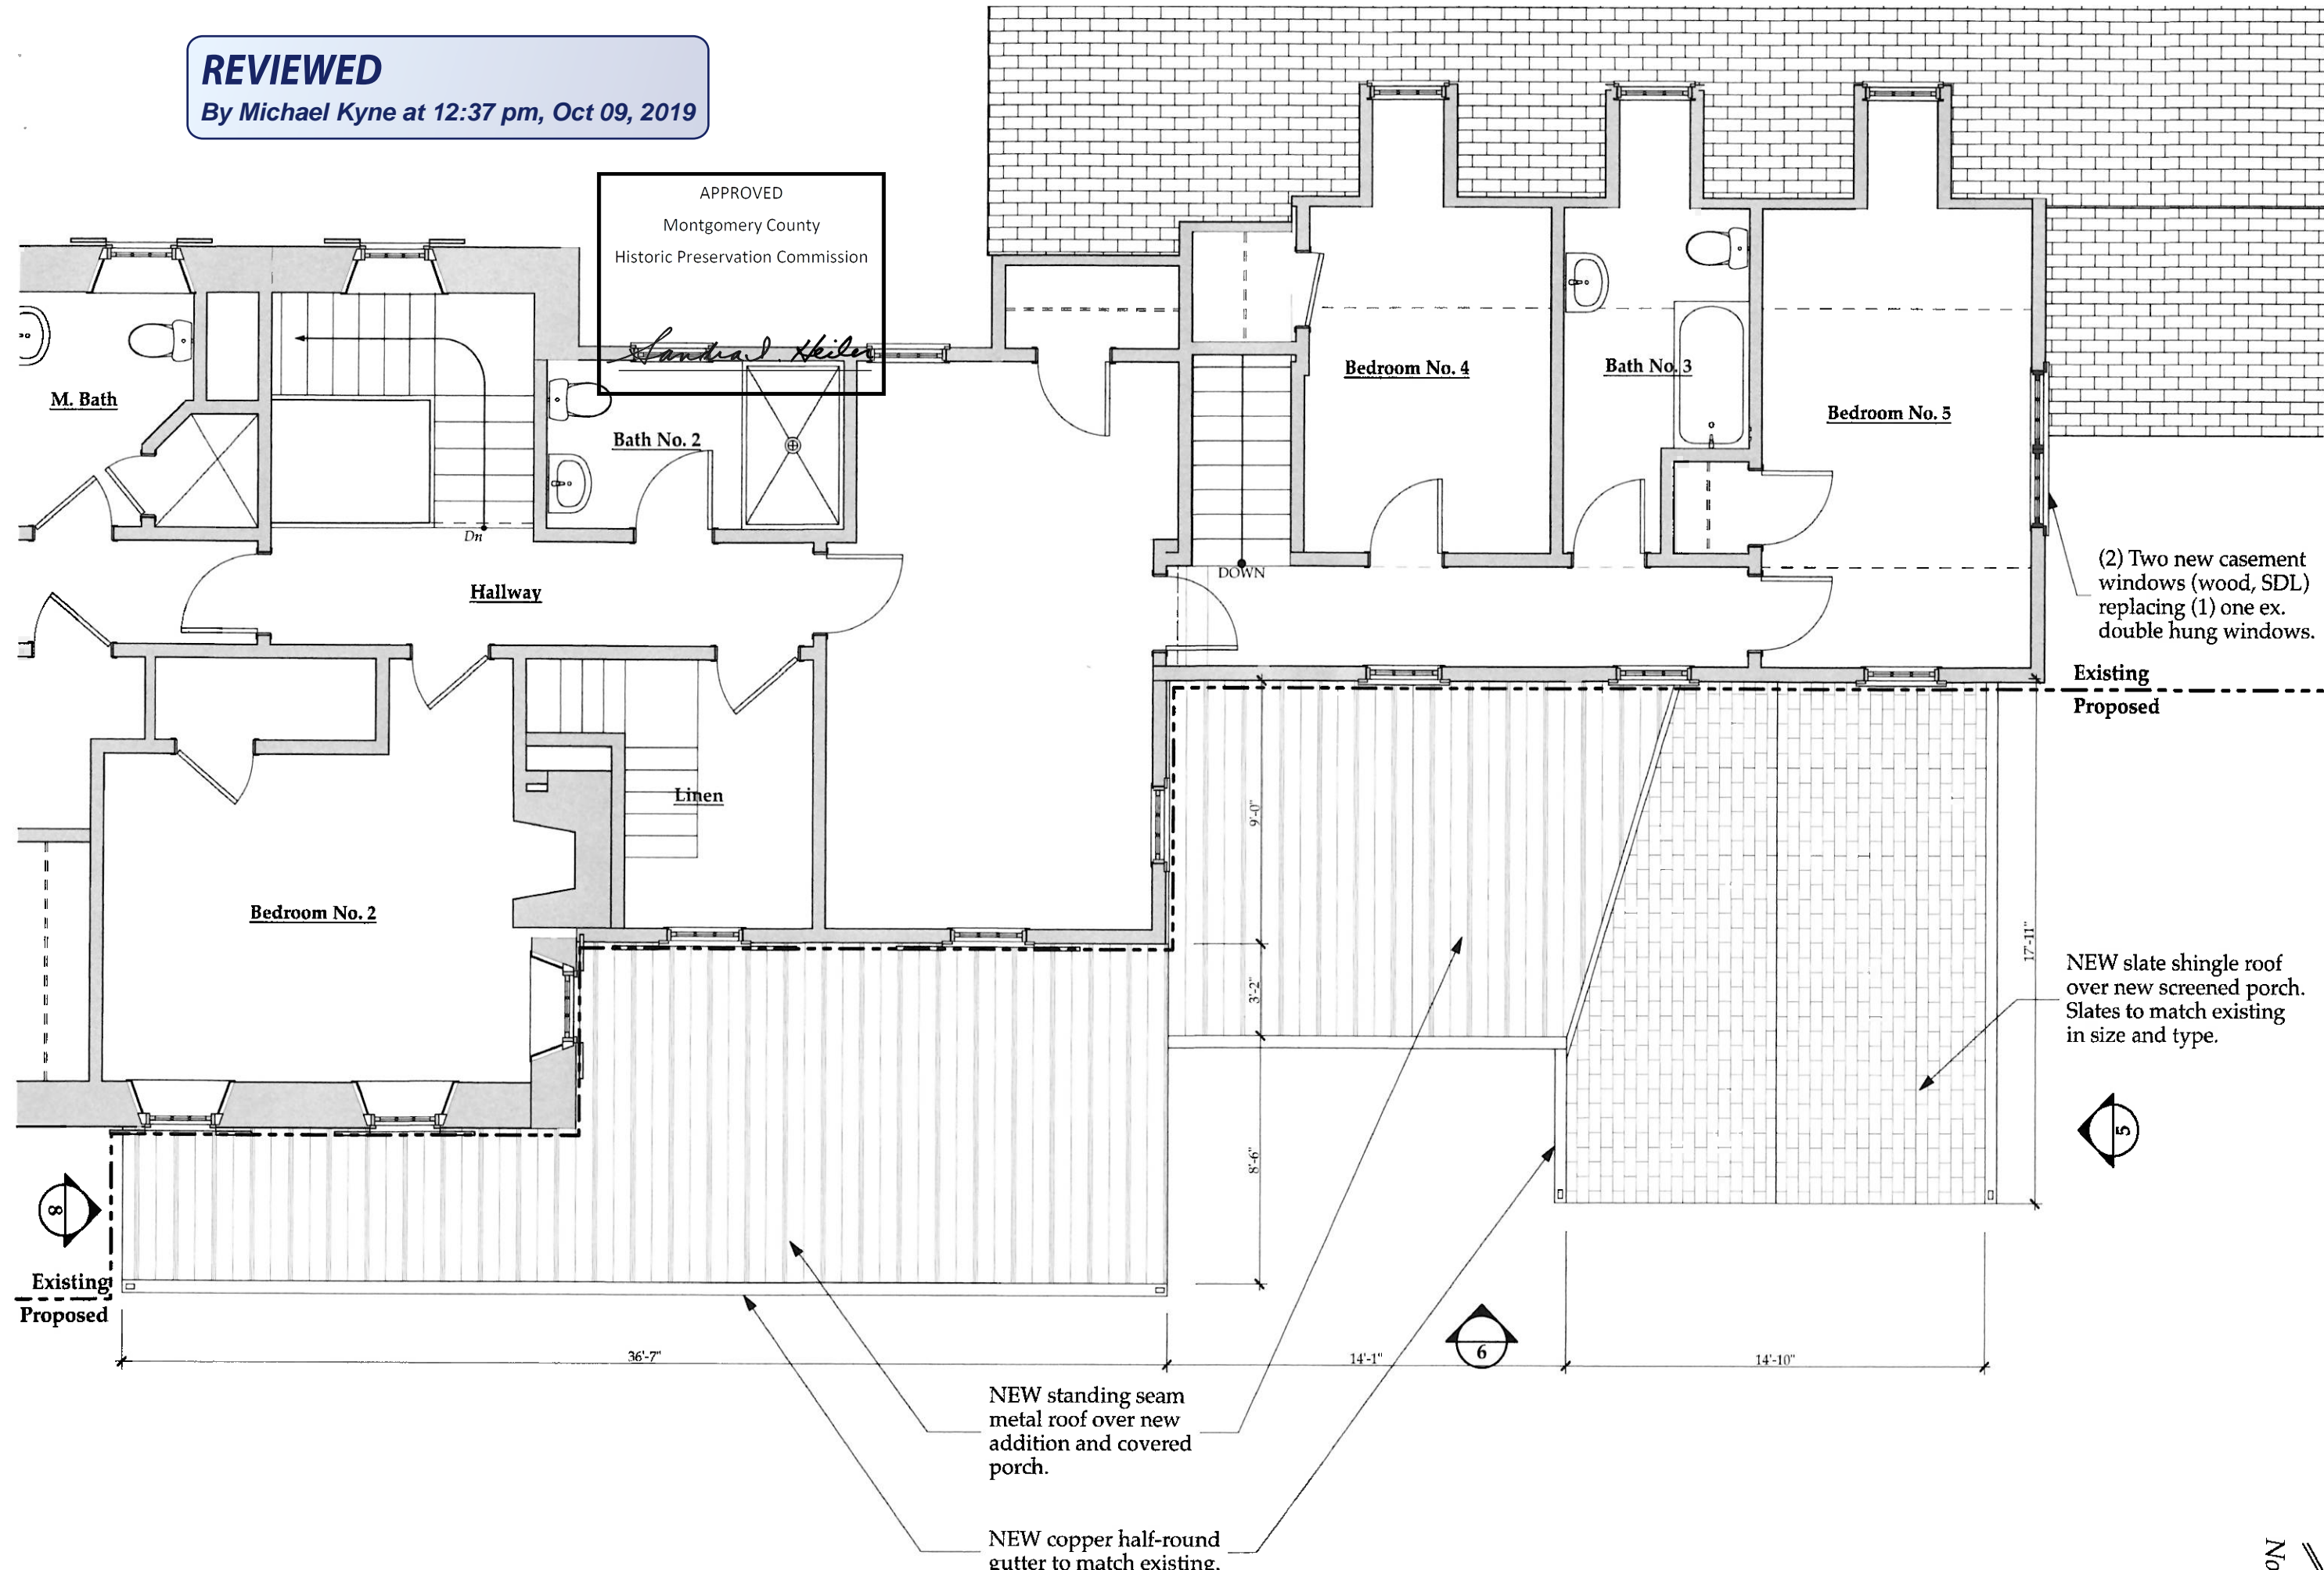 REVIEWED
By Michael Kyne at 12:37 pm, Oct 09, 2019
APPROVED
Montgomery County
Historic Preservation Commission
Sandra I. Heiler
M. Bath
Bath No. 2
Dn
Hallway
Bedroom No. 4
Bath No. 3
Bedroom No. 5
DOWN
(2) Two new casement
windows (wood, SDL)
replacing (1) one ex.
double hung windows.
Existing
Proposed
Linen
Bedroom No. 2
9'-0"
3'-2"
8'-6"
17'-11"
NEW slate shingle roof
over new screened porch.
Slates to match existing
in size and type.
5
8
6
Existing
Proposed
36'-7"
14'-1"
14'-10"
NEW standing seam
metal roof over new
addition and covered
porch.
NEW copper half-round
gutter to match existing.
No